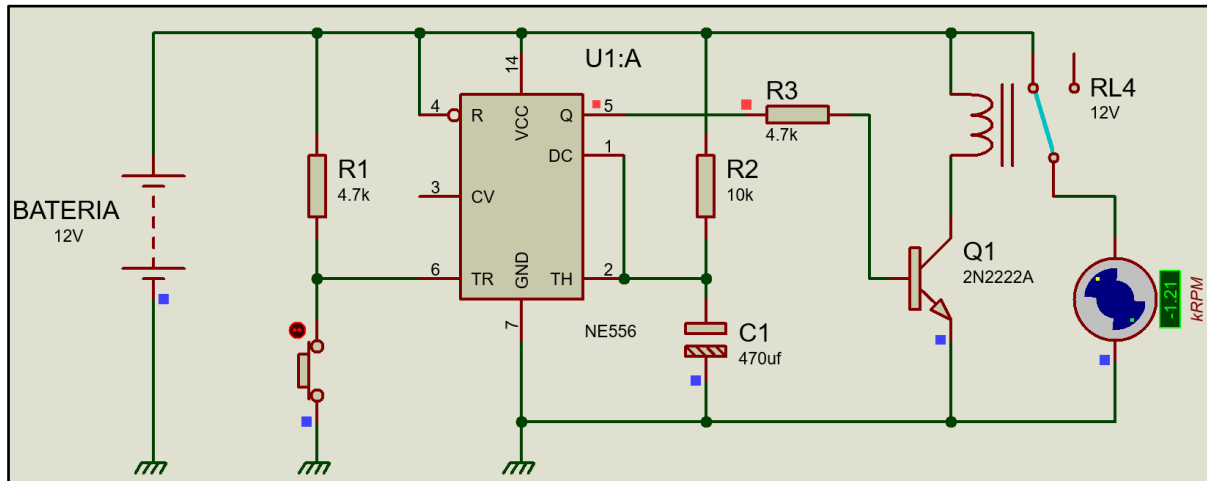 BATERIA
12V
R1
4.7k
U1:A
4
R
14
VCC
Q
5
DC
1
3
CV
6
TR
GND
7
TH
2
NE556
R2
10k
C1
470uf
R3
4.7k
Q1
2N2222A
RL4
12V
-1.21
kRPM